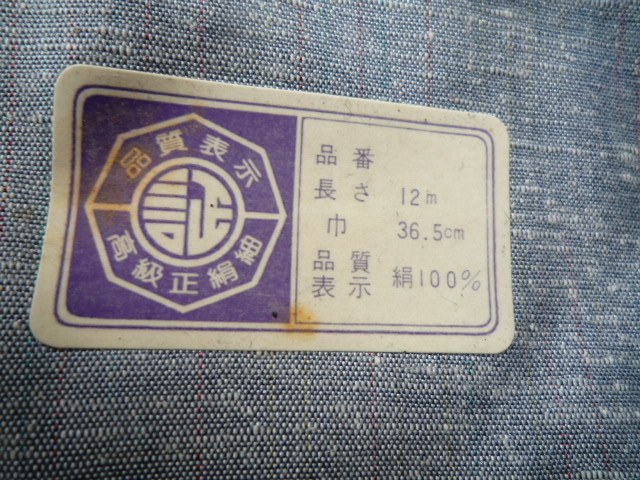 品質表示
証
高級正絹紬
品番
長さ 12m
巾 36.5cm
品質表示 絹100%